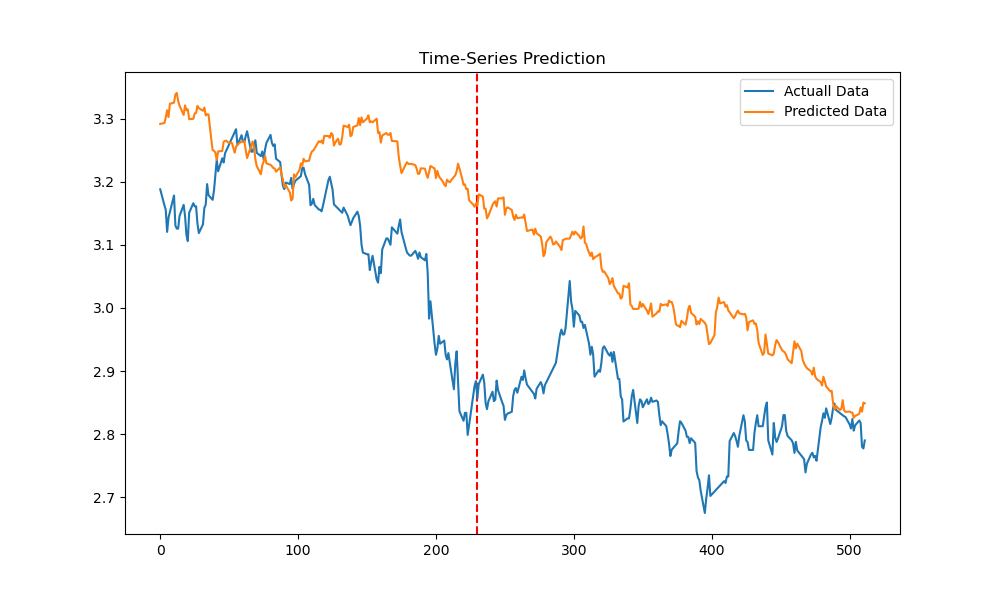 Time-Series Prediction
Actuall Data
Predicted Data
3.3
3.2
3.1
3.0
2.9
2.8
2.7
0 100 200 300 400 500